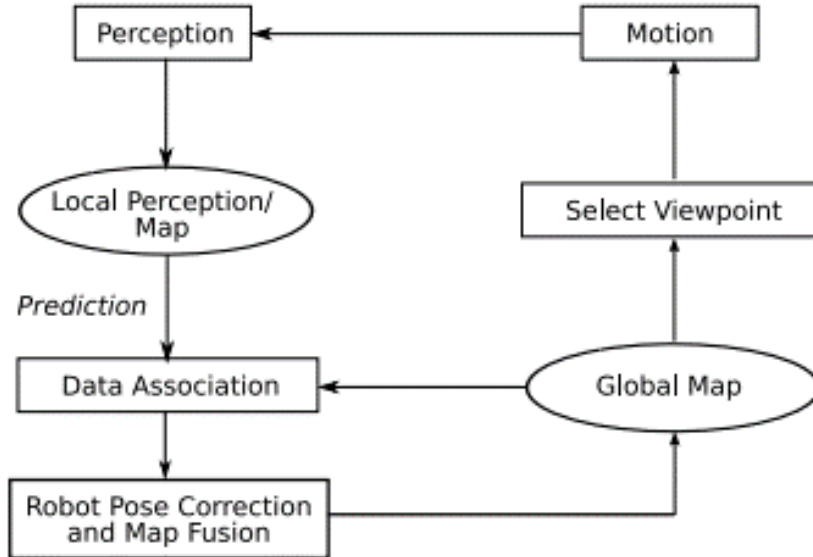 Perception
Motion
Local Perception/
Map
Select Viewpoint
Prediction
Data Association
Global Map
Robot Pose Correction
and Map Fusion